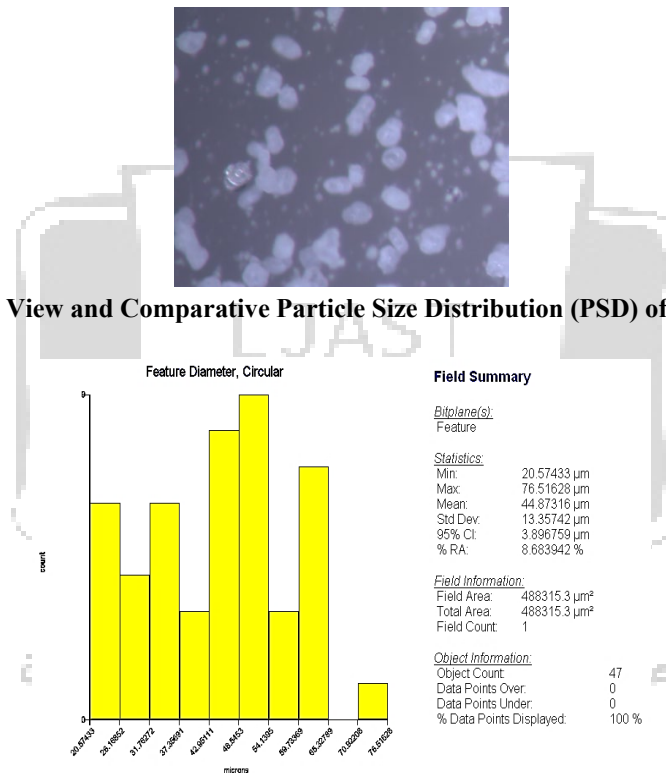 View and Comparative Particle Size Distribution (PSD) of
IJAST
Feature Diameter, Circular
9
count
0
20.57433
26.16852
31.76272
37.35691
42.95111
48.5453
54.1395
59.73369
65.32789
70.92208
76.51628
microns
Field Summary
Bitplane(s):
Feature
Statistics:
Min: 20.57433 µm
Max: 76.51628 µm
Mean: 44.87316 µm
Std Dev: 13.35742 µm
95% CI: 3.896759 µm
% RA: 8.683942 %
Field Information:
Field Area: 488315.3 µm²
Total Area: 488315.3 µm²
Field Count: 1
Object Information:
Object Count: 47
Data Points Over: 0
Data Points Under: 0
% Data Points Displayed: 100 %